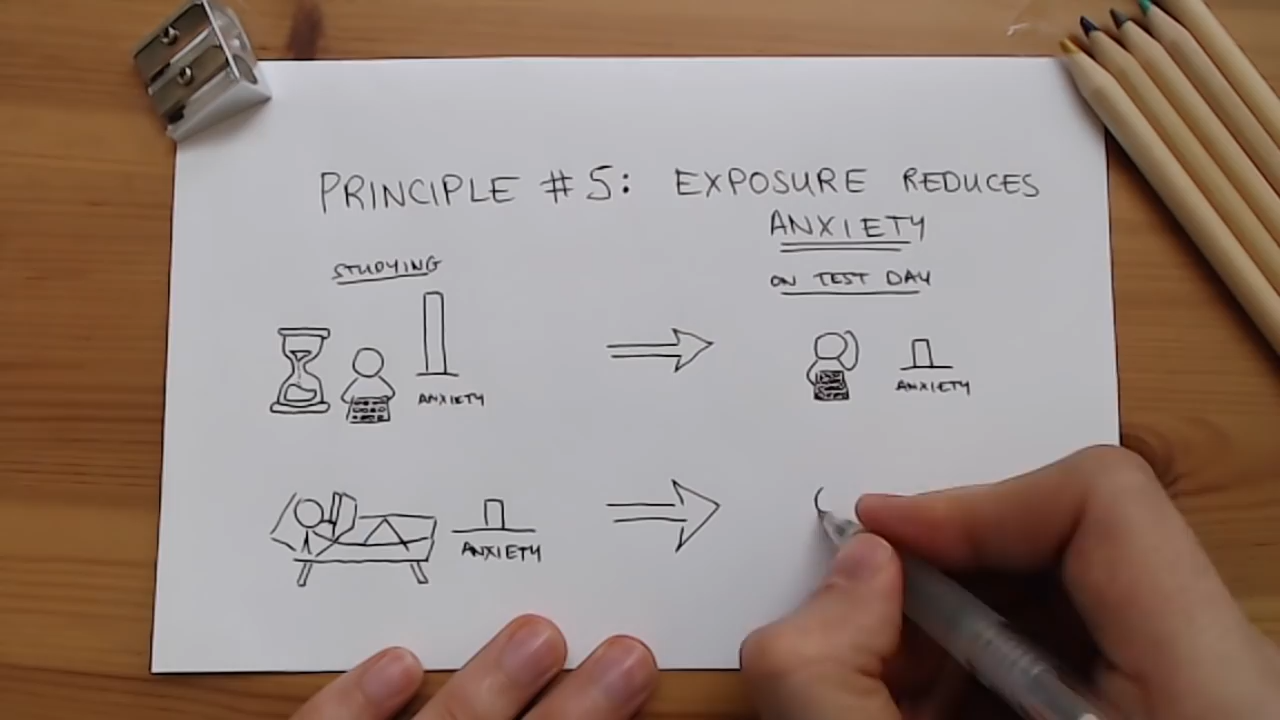 PRINCIPLE #5: EXPOSURE REDUCES
ANXIETY
STUDYING
ON TEST DAY
ANXIETY
ANXIETY
ANXIETY